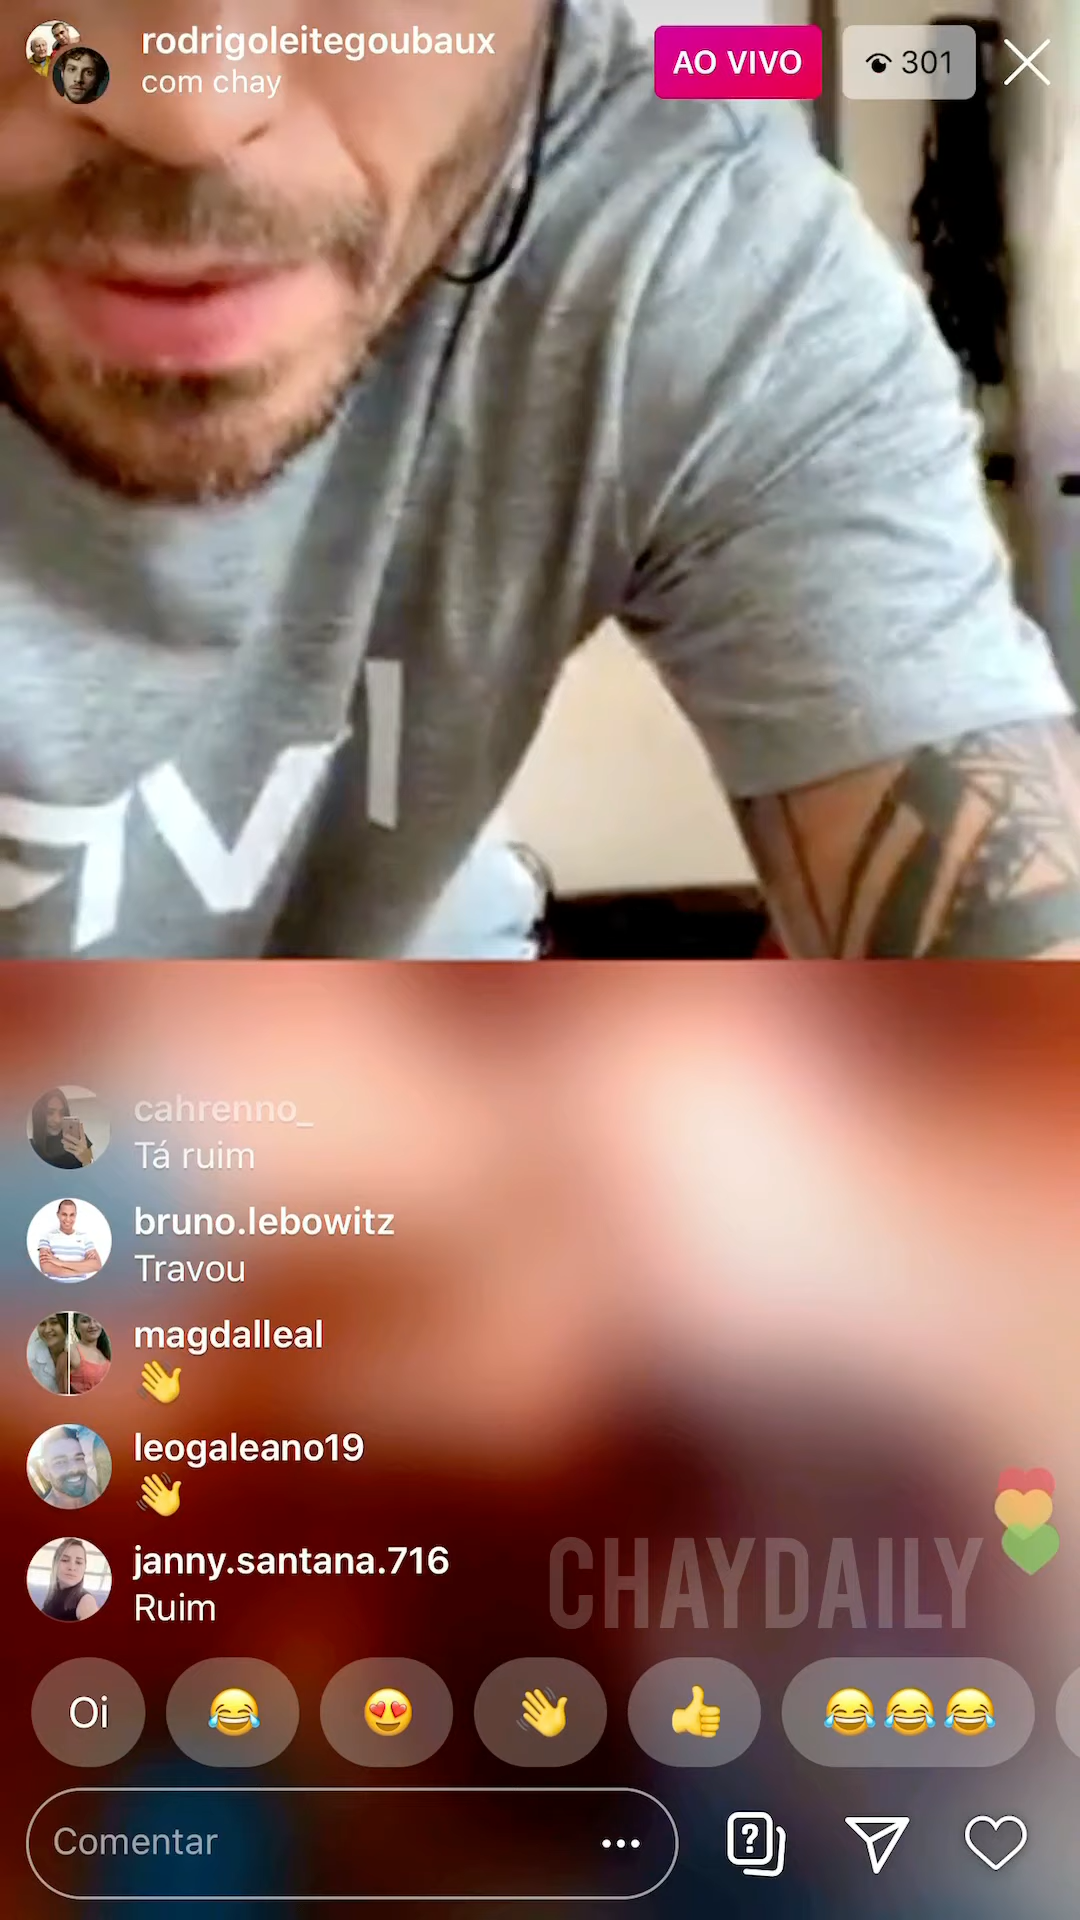 rodrigoleitegoubaux
com chay
AO VIVO
301
cahrenno_
Tá ruim
bruno.lebowitz
Travou
magdalleal
👋
leogaleano19
👋
janny.santana.716
Ruim
CHAYDAILY
Oi 😂 😍 👋 👍 😂😂😂
Comentar